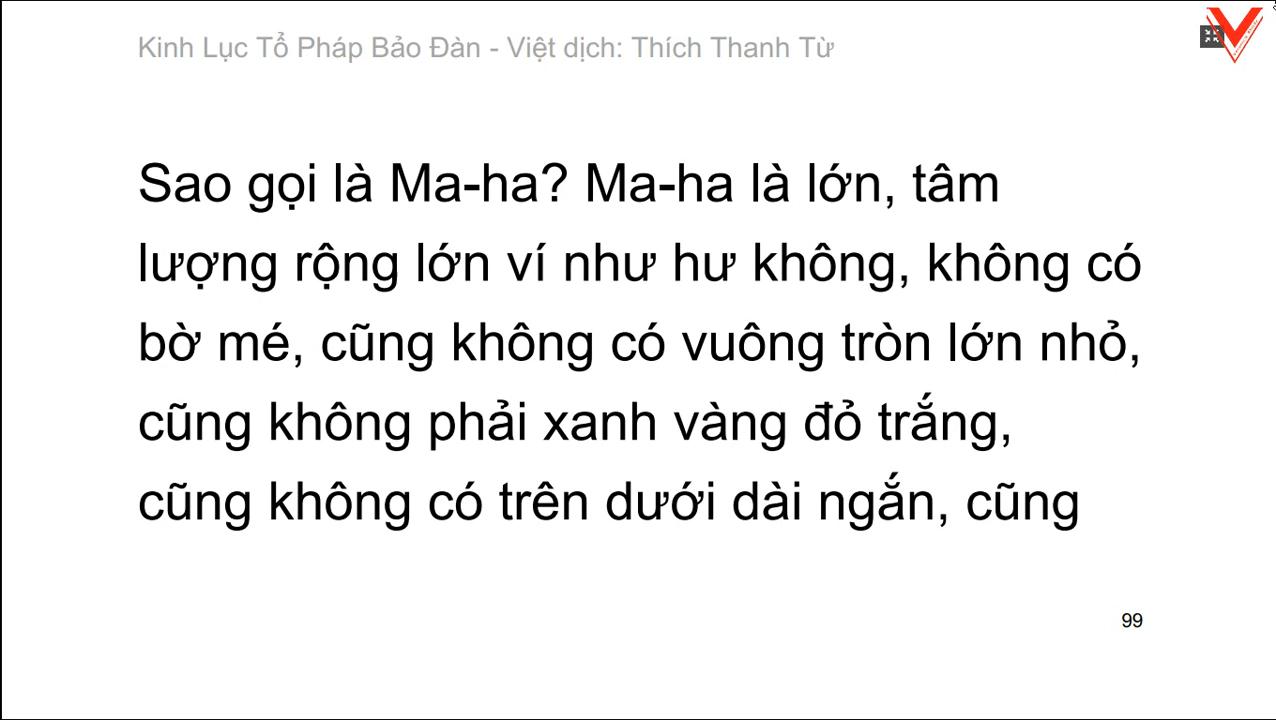 Kinh Lục Tổ Pháp Bảo Đàn - Việt dịch: Thích Thanh Từ
Sao gọi là Ma-ha? Ma-ha là lớn, tâm
lượng rộng lớn ví như hư không, không có
bờ mé, cũng không có vuông tròn lớn nhỏ,
cũng không phải xanh vàng đỏ trắng,
cũng không có trên dưới dài ngắn, cũng
99